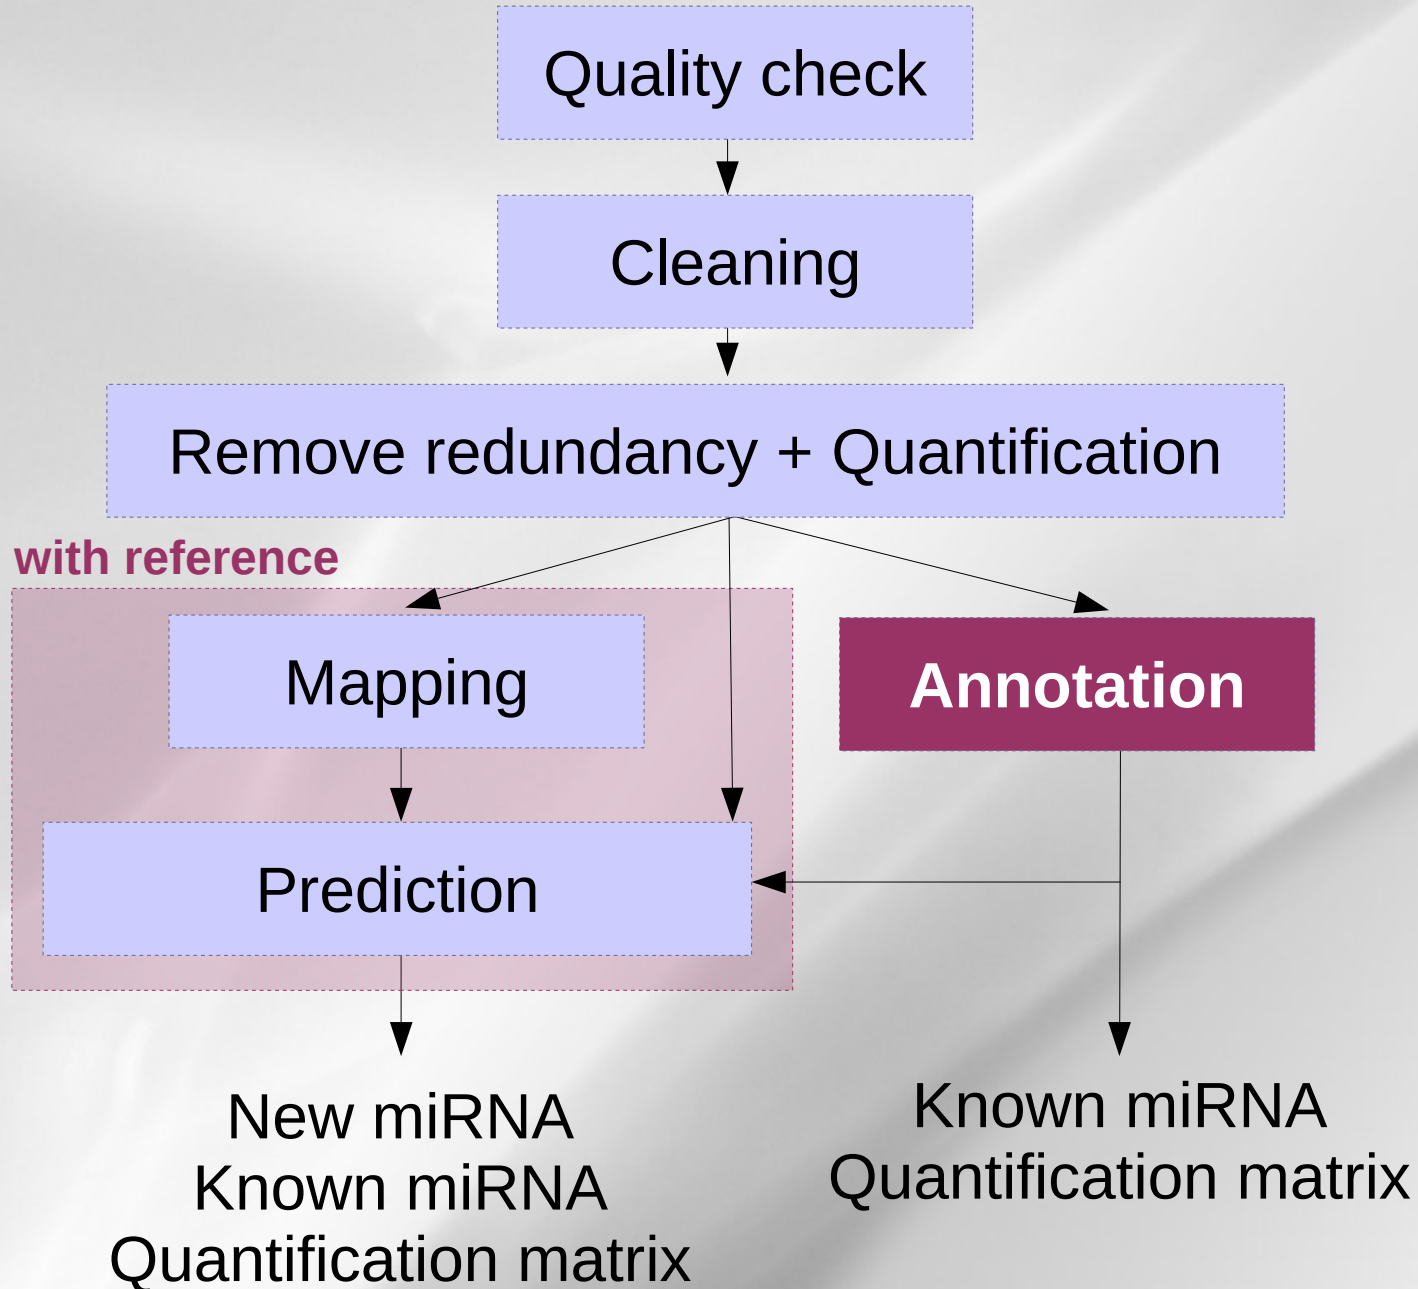 Quality check
Cleaning
Remove redundancy + Quantification
with reference
Mapping
Annotation
Prediction
New miRNA
Known miRNA
Quantification matrix
Known miRNA
Quantification matrix